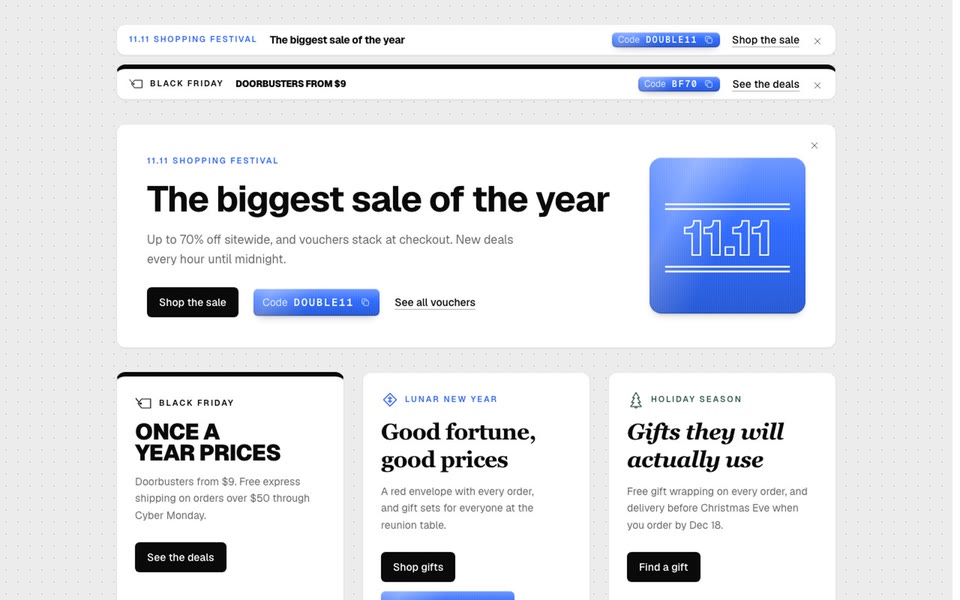 11.11 SHOPPING FESTIVAL The biggest sale of the year Code DOUBLE11 Shop the sale
BLACK FRIDAY DOORBUSTERS FROM $9 Code BF70 See the deals
11.11 SHOPPING FESTIVAL
The biggest sale of the year
Up to 70% off sitewide, and vouchers stack at checkout. New deals
every hour until midnight.
Shop the sale Code DOUBLE11 See all vouchers
11.11
BLACK FRIDAY
ONCE A
YEAR PRICES
Doorbusters from $9. Free express
shipping on orders over $50 through
Cyber Monday.
See the deals
LUNAR NEW YEAR
Good fortune,
good prices
A red envelope with every order,
and gift sets for everyone at the
reunion table.
Shop gifts
HOLIDAY SEASON
Gifts they will
actually use
Free gift wrapping on every order, and
delivery before Christmas Eve when
you order by Dec 18.
Find a gift